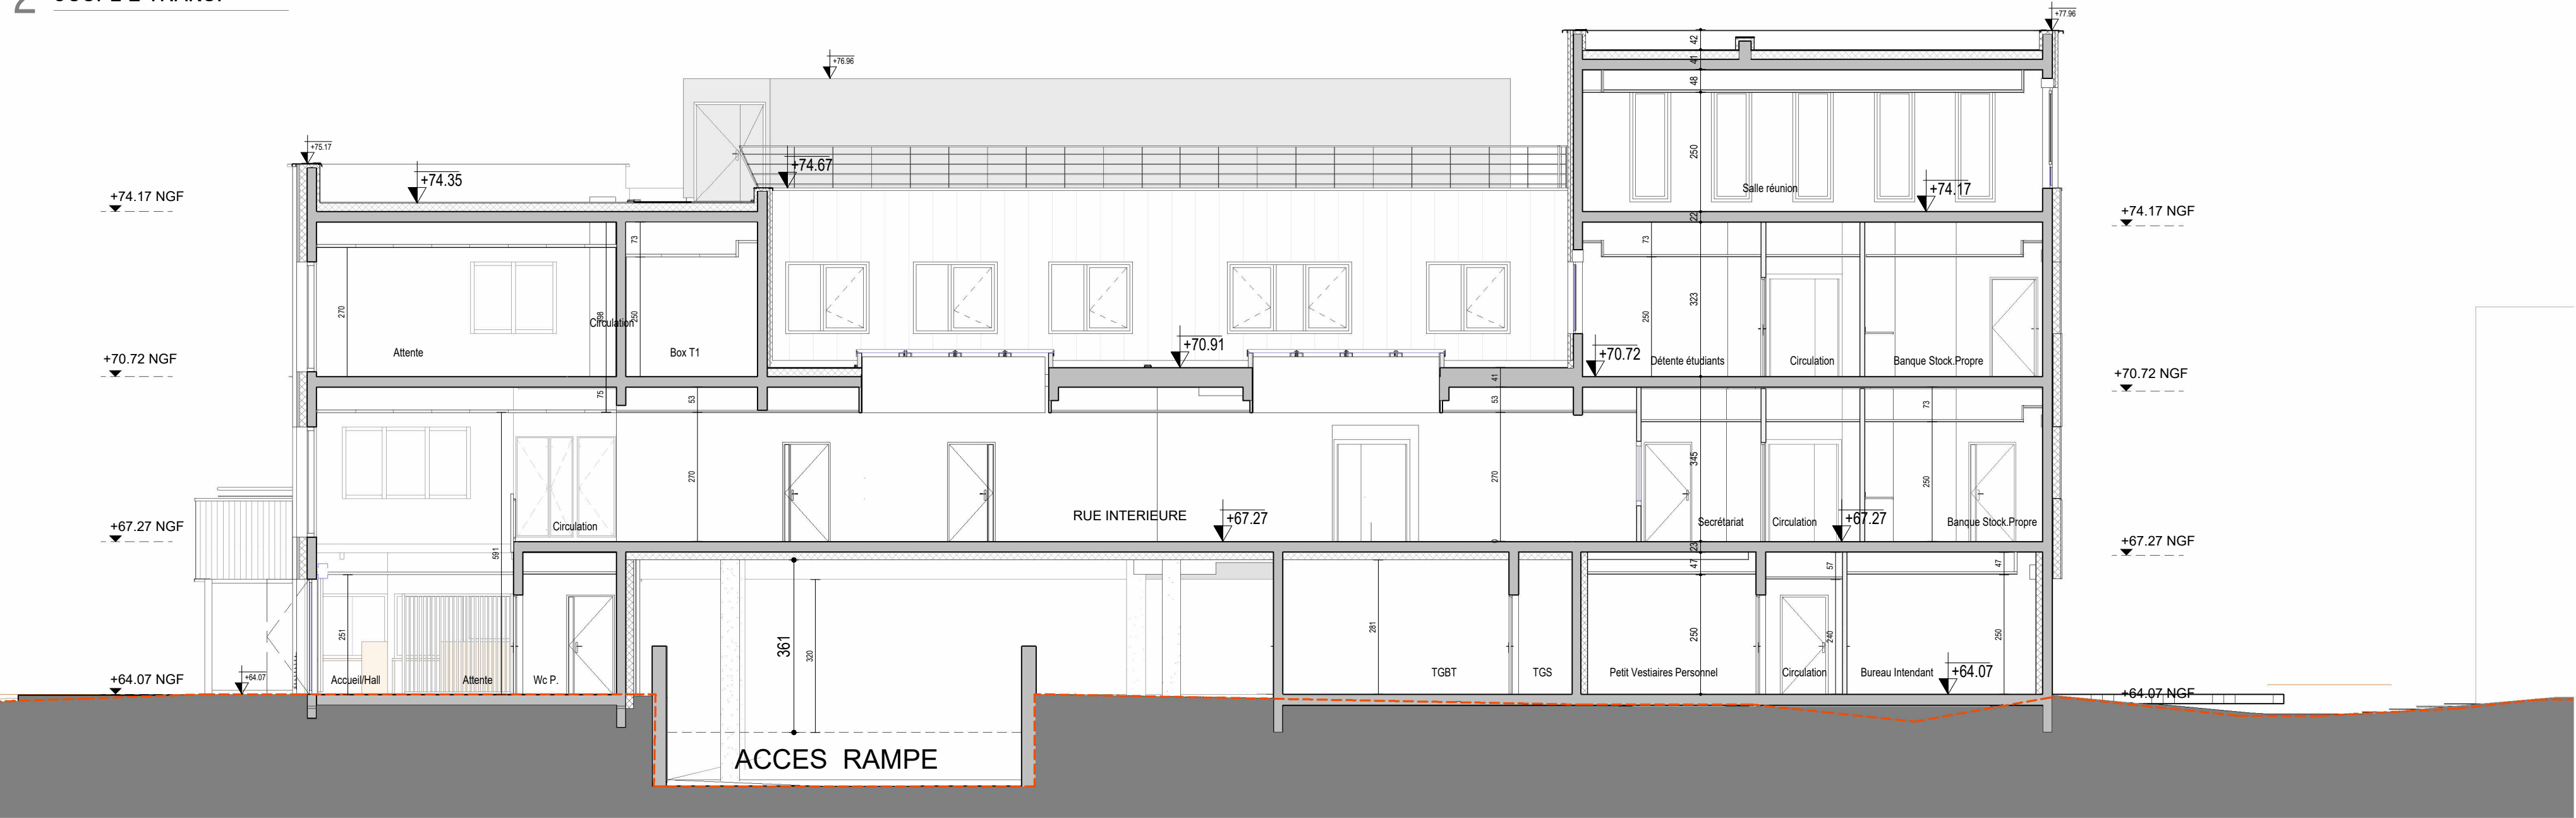 2
+77.96
42
+76.96
41
48
+75.17
250
+74.35
+74.67
Salle réunion
+74.17
+74.17 NGF
+74.17 NGF
22
73
73
270
250
Circulation
323
250
Attente
Box T1
+70.91
+70.72
Détente étudiants
Circulation
Banque Stock.Propre
+70.72 NGF
+70.72 NGF
75
53
41
53
73
270
270
345
250
RUE INTERIEURE
+67.27
Circulation
Secrétariat
Circulation
+67.27
Banque Stock.Propre
+67.27 NGF
+67.27 NGF
591
0
23
47
57
47
251
361
320
281
250
240
250
Accueil/Hall
Attente
Wc P.
TGBT
TGS
Petit Vestiaires Personnel
Circulation
Bureau Intendant
+64.07
+64.07 NGF
+64.07
+64.07 NGF
ACCES RAMPE